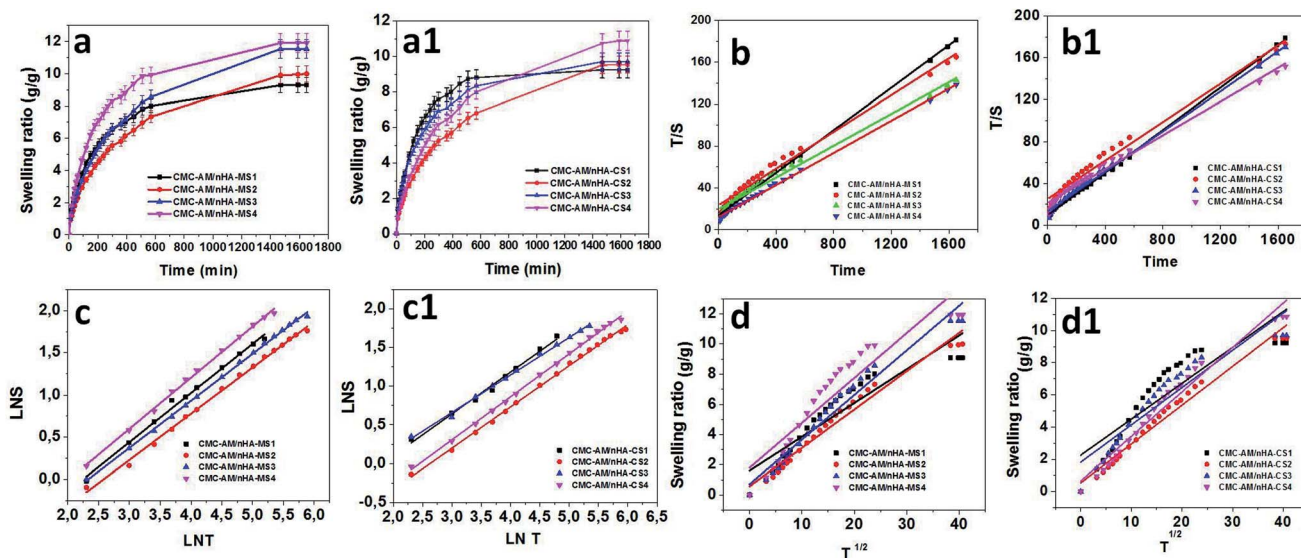 a
Swelling ratio (g/g)
14
12
10
8
6
4
2
0
0 200 400 600 800 1000 1200 1400 1600 1800
Time (min)
CMC-AM/nHA-MS1
CMC-AM/nHA-MS2
CMC-AM/nHA-MS3
CMC-AM/nHA-MS4
a1
Swelling ratio (g/g)
12
10
8
6
4
2
0
0 200 400 600 800 1000 1200 1400 1600 1800
Time (min)
CMC-AM/nHA-CS1
CMC-AM/nHA-CS2
CMC-AM/nHA-CS3
CMC-AM/nHA-CS4
b
T/S
200
160
120
80
40
0
0 400 800 1200 1600
Time
CMC-AM/nHA-MS1
CMC-AM/nHA-MS2
CMC-AM/nHA-MS3
CMC-AM/nHA-MS4
b1
T/S
200
160
120
80
40
0
0 400 800 1200 1600
Time
CMC-AM/nHA-CS1
CMC-AM/nHA-CS2
CMC-AM/nHA-CS3
CMC-AM/nHA-CS4
c
LNS
2,0
1,5
1,0
0,5
0,0
2,0 2,5 3,0 3,5 4,0 4,5 5,0 5,5 6,0
LNT
CMC-AM/nHA-MS1
CMC-AM/nHA-MS2
CMC-AM/nHA-MS3
CMC-AM/nHA-MS4
c1
LNS
2,0
1,5
1,0
0,5
0,0
-0,5
2,0 2,5 3,0 3,5 4,0 4,5 5,0 5,5 6,0 6,5
LN T
CMC-AM/nHA-CS1
CMC-AM/nHA-CS2
CMC-AM/nHA-CS3
CMC-AM/nHA-CS4
d
Swelling ratio (g/g)
12
10
8
6
4
2
0
0 10 20 30 40
T 1/2
CMC-AM/nHA-MS1
CMC-AM/nHA-MS2
CMC-AM/nHA-MS3
CMC-AM/nHA-MS4
d1
Swelling ratio (g/g)
12
10
8
6
4
2
0
0 10 20 30 40
T1/2
CMC-AM/nHA-CS1
CMC-AM/nHA-CS2
CMC-AM/nHA-CS3
CMC-AM/nHA-CS4